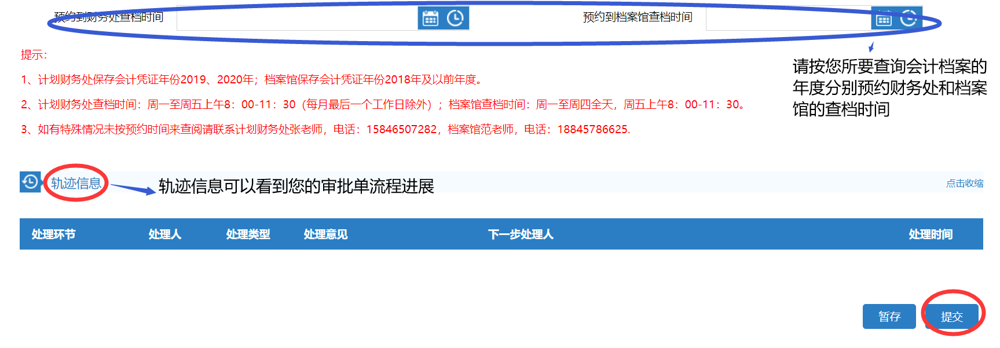 预约到财务处查档时间
预约到档案馆查档时间
提示：
1、计划财务处保存会计凭证年份2019、2020年；档案馆保存会计凭证年份2018年及以前年度。
2、计划财务处查档时间：周一至周五上午8：00-11：30（每月最后一个工作日除外）；档案馆查档时间：周一至周四全天，周五上午8：00-11：30。
3、如有特殊情况未按预约时间来查阅请联系计划财务处张老师，电话：15846507282，档案馆范老师，电话：18845786625.
请按您所要查询会计档案的
年度分别预约财务处和档案
馆的查档时间
轨迹信息
轨迹信息可以看到您的审批单流程进展
点击收缩
处理环节 处理人 处理类型 处理意见 下一步处理人 处理时间
暂存
提交